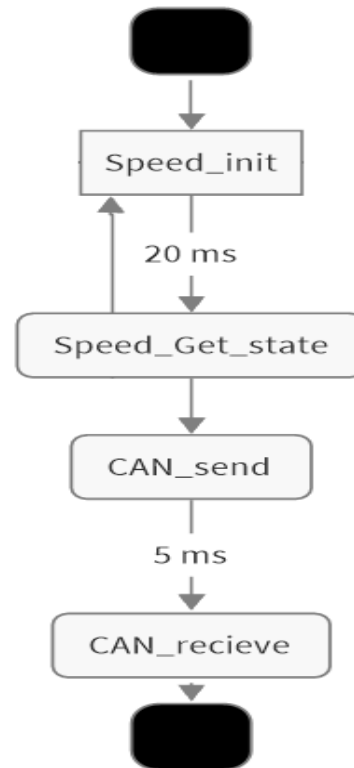 Speed_init
20 ms
Speed_Get_state
CAN_send
5 ms
CAN_recieve